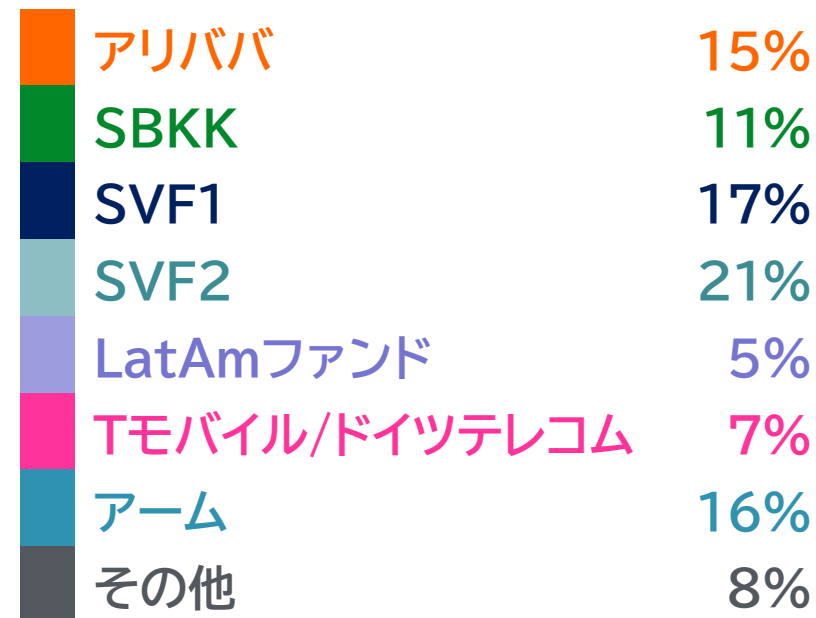 アリババ 15%
SBKK 11%
SVF1 17%
SVF2 21%
LatAmファンド 5%
Tモバイル/ドイツテレコム 7%
アーム 16%
その他 8%